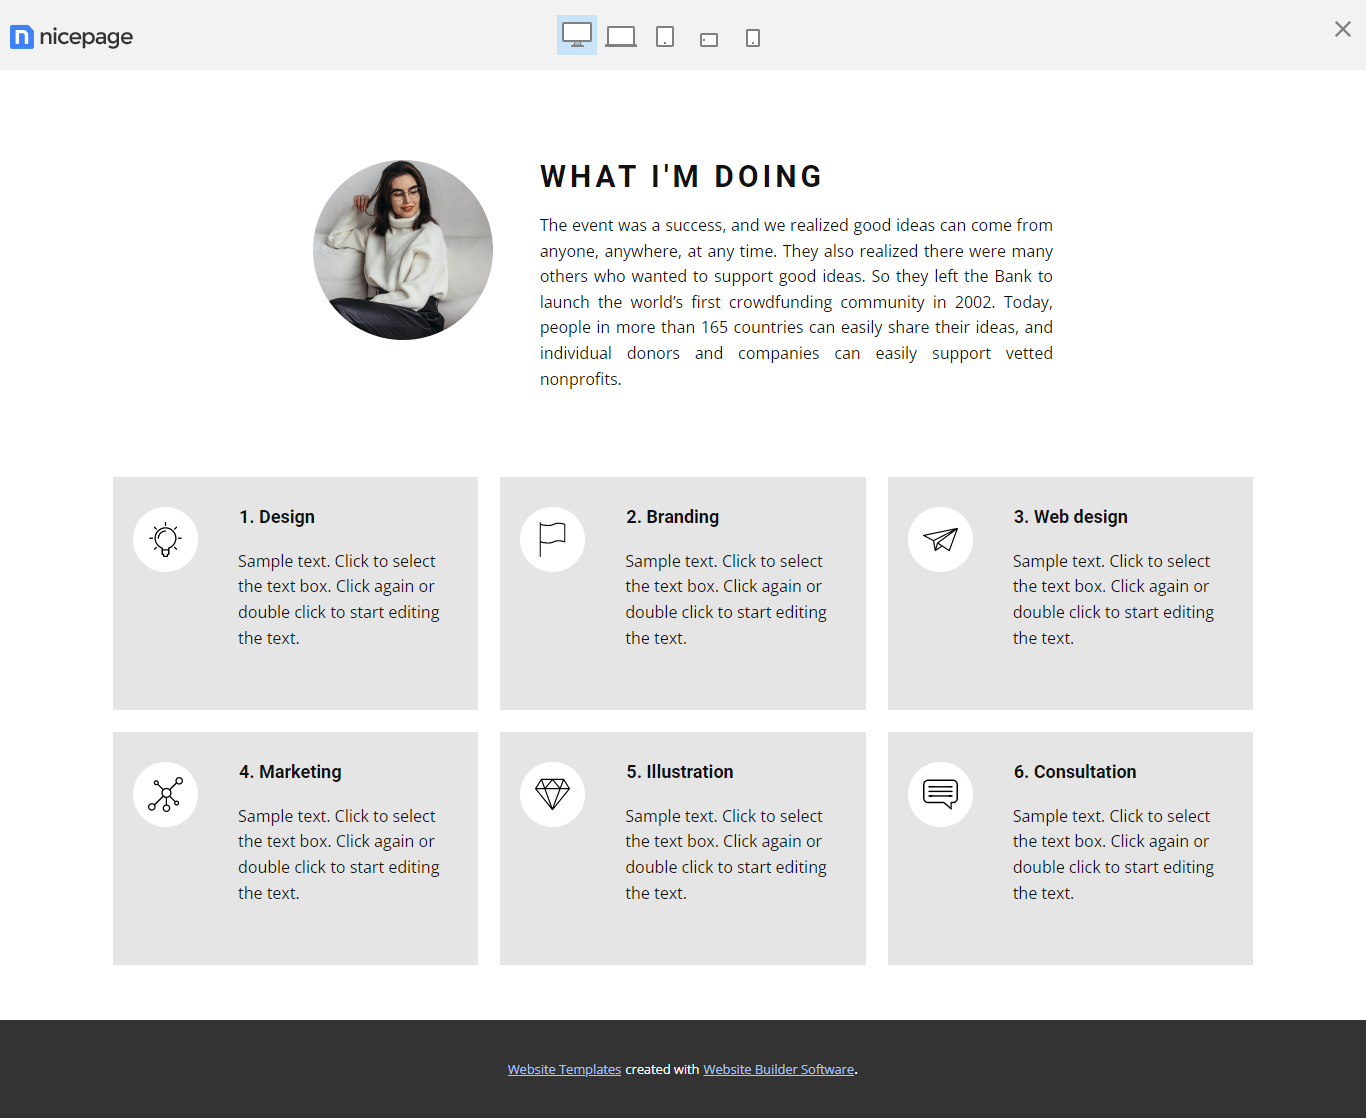 nicepage
WHAT I'M DOING
The event was a success, and we realized good ideas can come from
anyone, anywhere, at any time. They also realized there were many
others who wanted to support good ideas. So they left the Bank to
launch the world’s first crowdfunding community in 2002. Today,
people in more than 165 countries can easily share their ideas, and
individual donors and companies can easily support vetted
nonprofits.
1. Design
Sample text. Click to select
the text box. Click again or
double click to start editing
the text.
2. Branding
Sample text. Click to select
the text box. Click again or
double click to start editing
the text.
3. Web design
Sample text. Click to select
the text box. Click again or
double click to start editing
the text.
4. Marketing
Sample text. Click to select
the text box. Click again or
double click to start editing
the text.
5. Illustration
Sample text. Click to select
the text box. Click again or
double click to start editing
the text.
6. Consultation
Sample text. Click to select
the text box. Click again or
double click to start editing
the text.
Website Templates created with Website Builder Software.